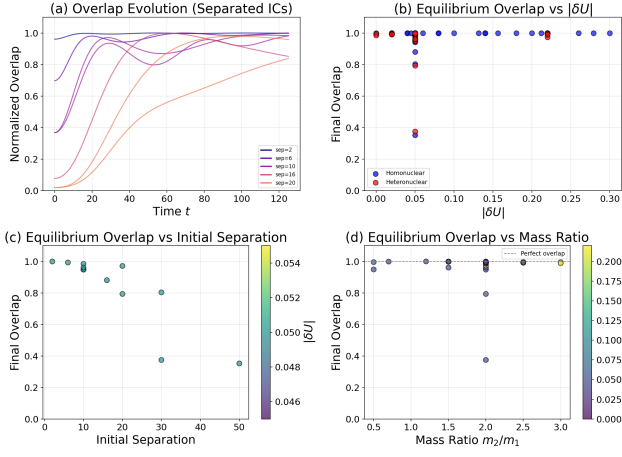 (a) Overlap Evolution (Separated ICs)
Normalized Overlap
1.0
0.8
0.6
0.4
0.2
0.0
sep=2
sep=6
sep=10
sep=16
sep=20
0 20 40 60 80 100 120
Time t
(b) Equilibrium Overlap vs |δU|
Final Overlap
1.0
0.8
0.6
0.4
0.2
0.0
Homonuclear
Heteronuclear
0.00 0.05 0.10 0.15 0.20 0.25 0.30
|δU|
(c) Equilibrium Overlap vs Initial Separation
Final Overlap
1.0
0.8
0.6
0.4
0.2
0.0
0 10 20 30 40 50
Initial Separation
0.054
0.052
0.050
0.048
0.046
|δU|
(d) Equilibrium Overlap vs Mass Ratio
Final Overlap
1.0
0.8
0.6
0.4
0.2
0.0
Perfect overlap
0.5 1.0 1.5 2.0 2.5 3.0
Mass Ratio m₂/m₁
0.200
0.175
0.150
0.125
0.100
0.075
0.050
0.025
0.000